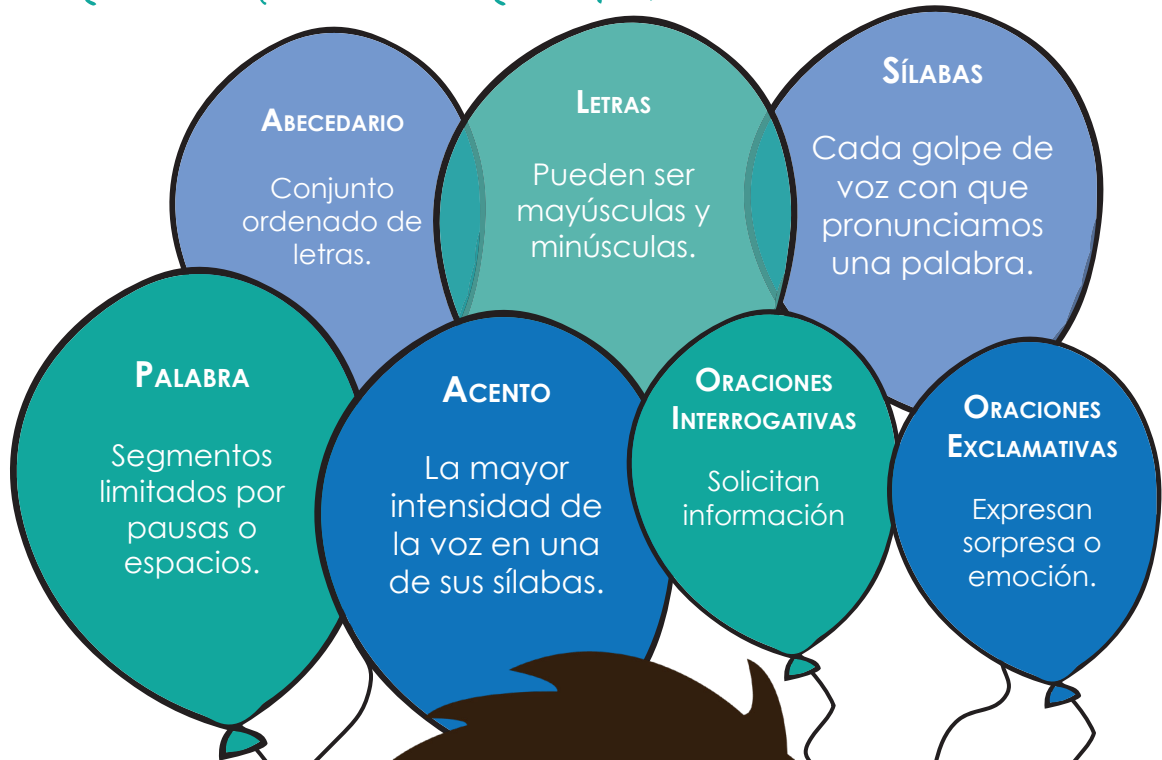 Abecedario
Conjunto
ordenado de
letras.
Letras
Pueden ser
mayúsculas y
minúsculas.
Sílabas
Cada golpe de
voz con que
pronunciamos
una palabra.
Palabra
Segmentos
limitados por
pausas o
espacios.
Acento
La mayor
intensidad de
la voz en una
de sus sílabas.
Oraciones
Interrogativas
Solicitan
información
Oraciones
Exclamativas
Expresan
sorpresa o
emoción.